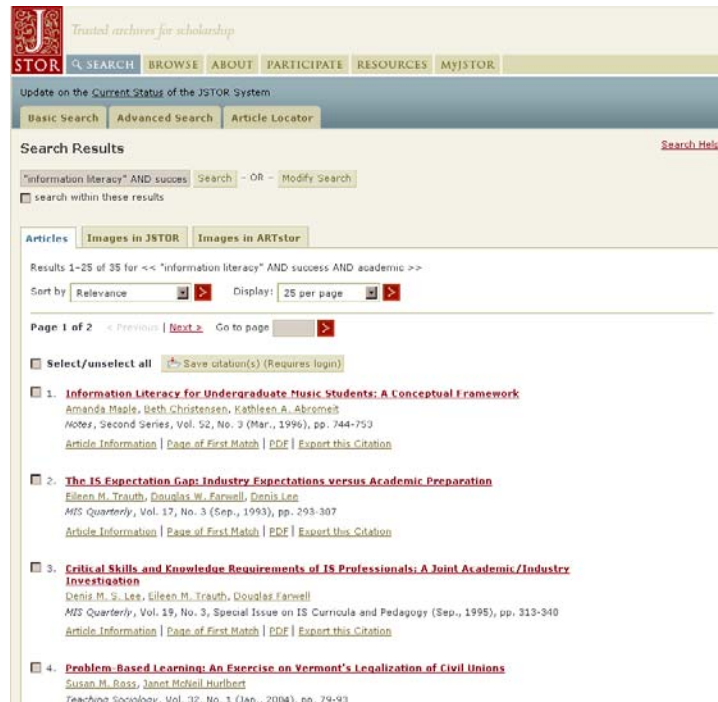 Trusted archives for scholarship
JSTOR SEARCH BROWSE ABOUT PARTICIPATE RESOURCES MYJSTOR
Update on the Current Status of the JSTOR System
Basic Search Advanced Search Article Locator
Search Results Search Help
"information literacy" AND succes Search - OR - Modify Search
search within these results
Articles Images in JSTOR Images in ARTstor
Results 1-25 of 35 for << "information literacy" AND success AND academic >>
Sort by Relevance > Display: 25 per page >
Page 1 of 2 < Previous | Next > Go to page >
Select/unselect all Save citation(s) (Requires login)
1. Information Literacy for Undergraduate Music Students: A Conceptual Framework
Amanda Maple, Beth Christensen, Kathleen A. Abromeit
Notes, Second Series, Vol. 52, No. 3 (Mar., 1996), pp. 744-753
Article Information | Page of First Match | PDF | Export this Citation
2. The IS Expectation Gap: Industry Expectations versus Academic Preparation
Eileen M. Trauth, Douglas W. Farwell, Denis Lee
MIS Quarterly, Vol. 17, No. 3 (Sep., 1993), pp. 293-307
Article Information | Page of First Match | PDF | Export this Citation
3. Critical Skills and Knowledge Requirements of IS Professionals: A Joint Academic/Industry
Investigation
Denis M. S. Lee, Eileen M. Trauth, Douglas Farwell
MIS Quarterly, Vol. 19, No. 3, Special Issue on IS Curricula and Pedagogy (Sep., 1995), pp. 313-340
Article Information | Page of First Match | PDF | Export this Citation
4. Problem-Based Learning: An Exercise on Vermont's Legalization of Civil Unions
Susan M. Ross, Janet McNeil Hurlbert
Teaching Sociology, Vol. 32, No. 1 (Jan., 2004), pp. 79-93